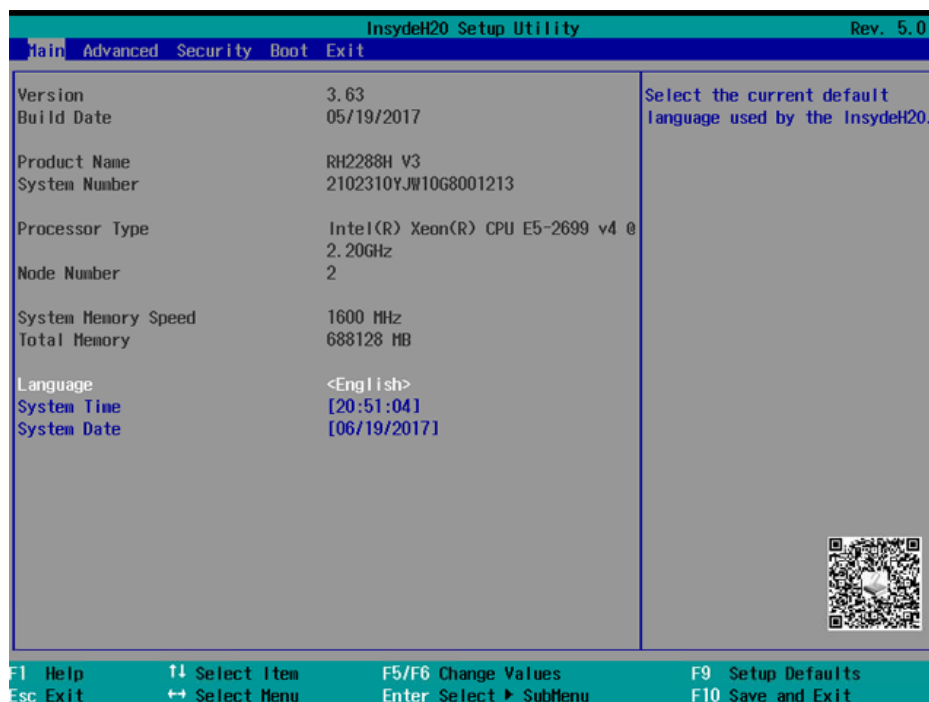 InsydeH20 Setup Utility Rev. 5.0
Main Advanced Security Boot Exit
Version 3.63
Build Date 05/19/2017
Product Name RH2288H V3
System Number 2102310YJW10G8001213
Processor Type Intel(R) Xeon(R) CPU E5-2699 v4 @
2.20GHz
Node Number 2
System Memory Speed 1600 MHz
Total Memory 688128 MB
Language <English>
System Time [20:51:04]
System Date [06/19/2017]
Select the current default
language used by the InsydeH20.
F1 Help ↑↓ Select Item F5/F6 Change Values F9 Setup Defaults
Esc Exit ↔ Select Menu Enter Select ▶ SubMenu F10 Save and Exit